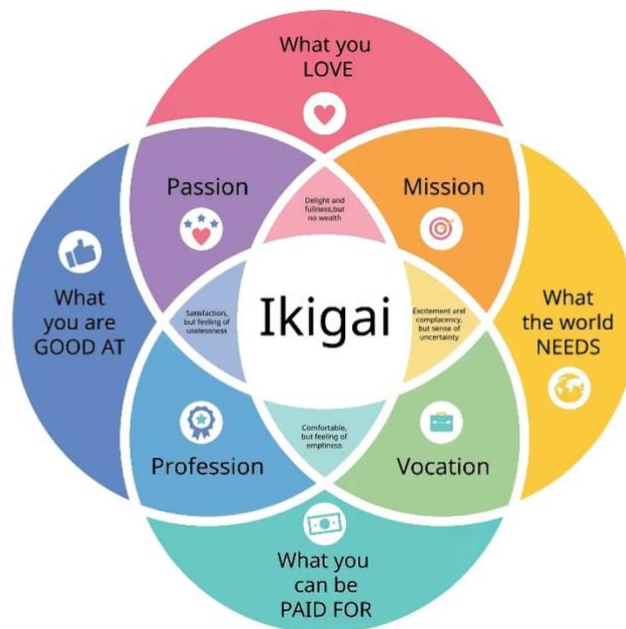 What you
LOVE
Passion
Mission
Delight and
fullness,but
no wealth
What
you are
GOOD AT
Satisfaction,
but feeling of
uselessness
Ikigai
Excitement and
complacency,
but sense of
uncertainty
What
the world
NEEDS
Comfortable,
but feeling of
emptiness
Profession
Vocation
What you
can be
PAID FOR